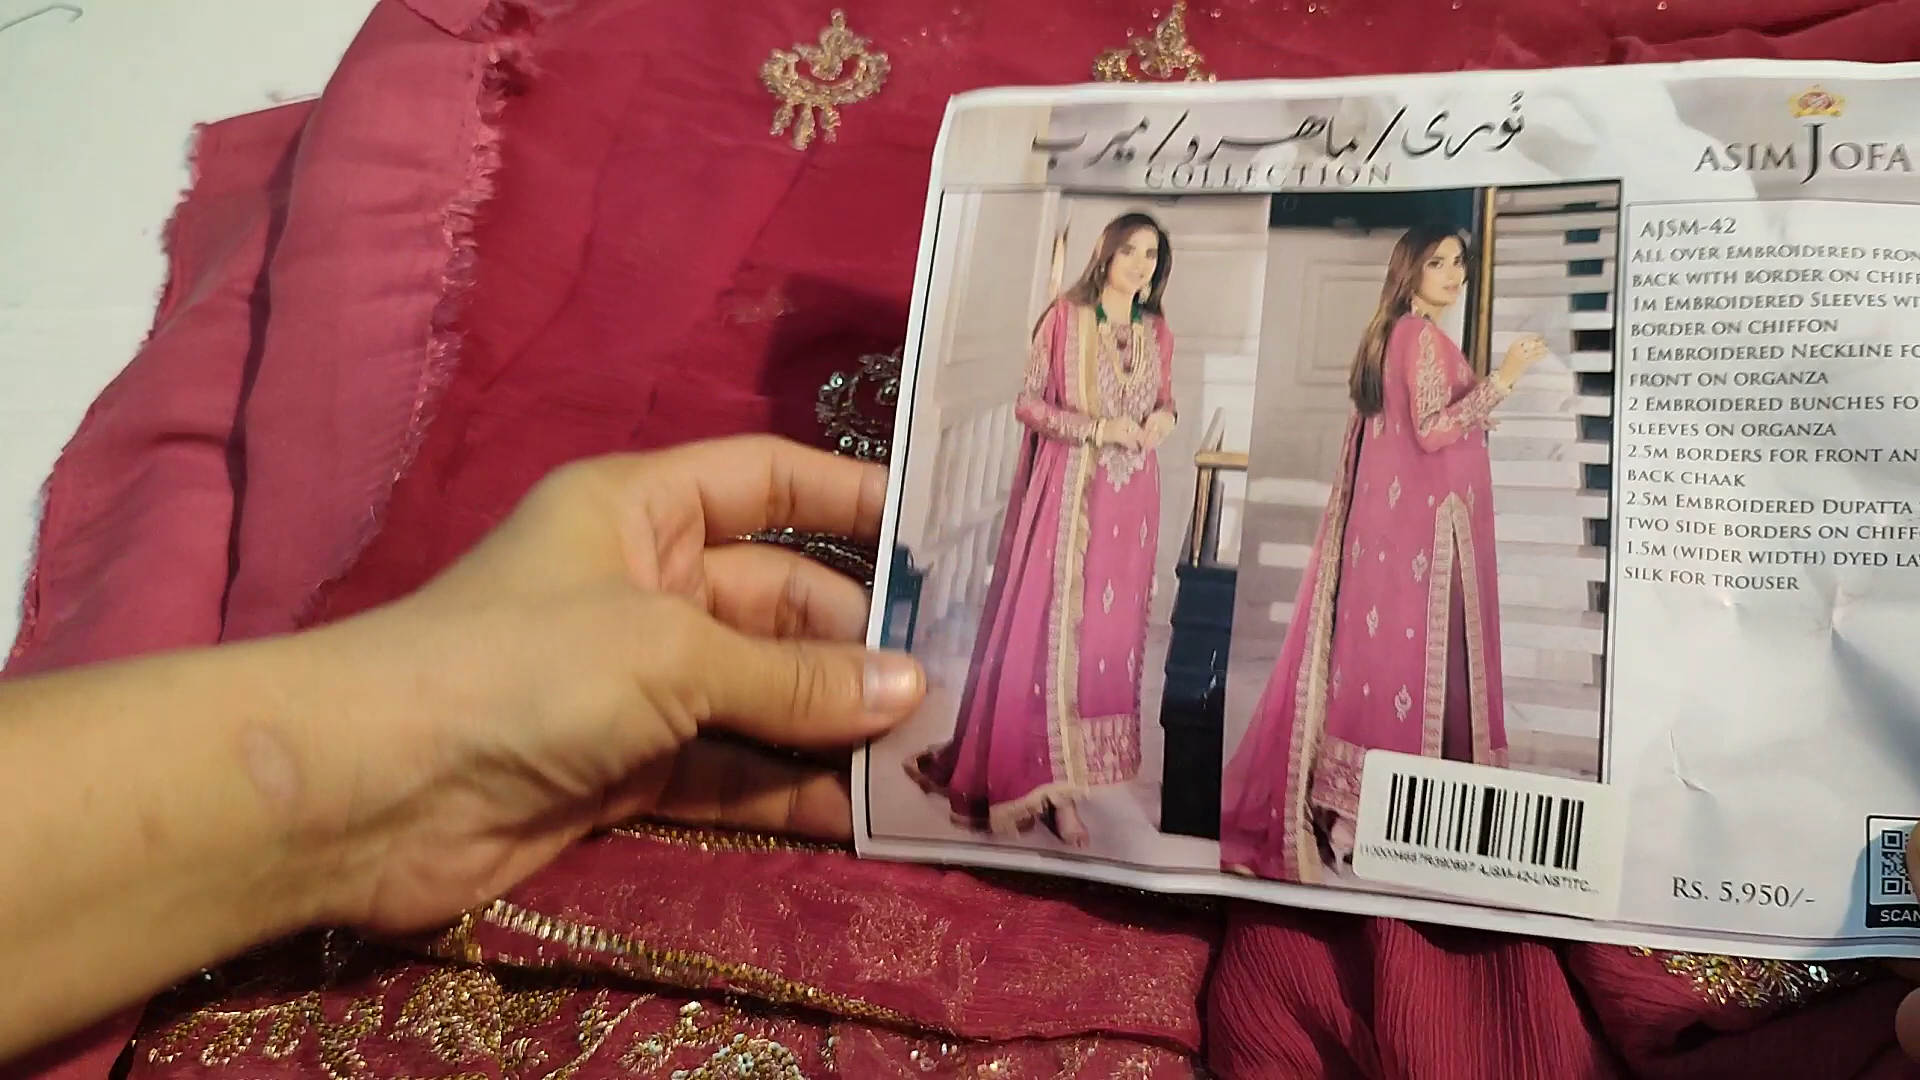 نوری/ماهرو/میرب
COLLECTION
ASIM JOFA
AJSM-42
ALL OVER EMBROIDERED FRON
BACK WITH BORDER ON CHIFF
1M EMBROIDERED SLEEVES WI
BORDER ON CHIFFON
1 EMBROIDERED NECKLINE FO
FRONT ON ORGANZA
2 EMBROIDERED BUNCHES FO
SLEEVES ON ORGANZA
2.5M BORDERS FOR FRONT AN
BACK CHAAK
2.5M EMBROIDERED DUPATTA
TWO SIDE BORDERS ON CHIFF
1.5M (WIDER WIDTH) DYED LA
SILK FOR TROUSER
RS. 5,950/-
SCAN